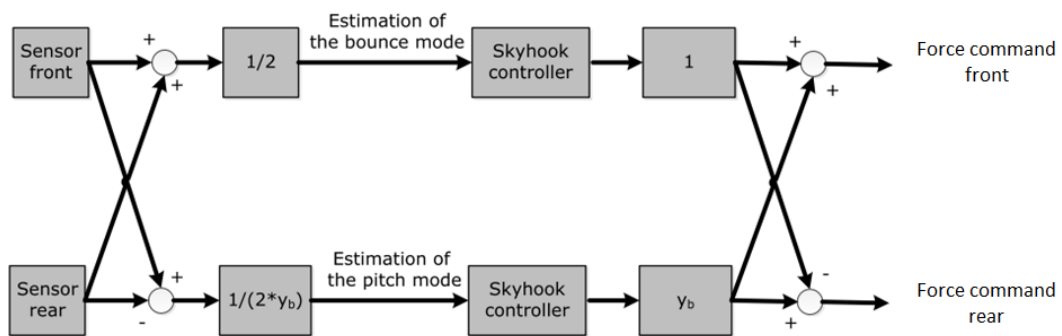 Sensor
front
+
+
1/2
Estimation of
the bounce mode
Skyhook
controller
1
+
+
Force command
front
Sensor
rear
+
-
1/(2*y_b)
Estimation of
the pitch mode
Skyhook
controller
y_b
-
+
Force command
rear